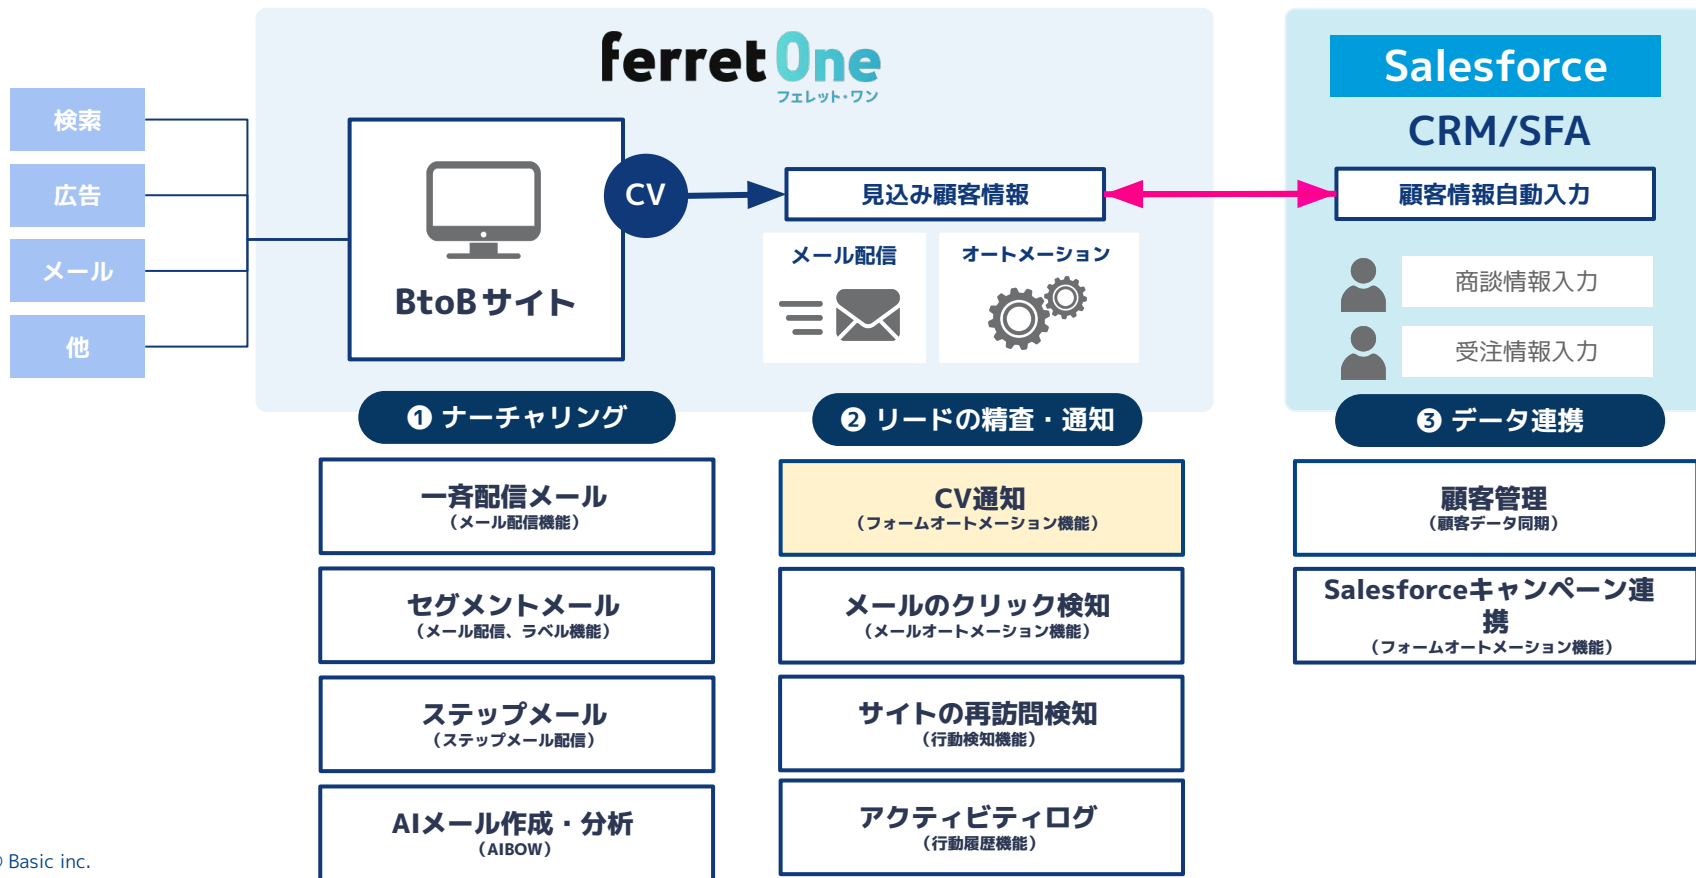 ferret One
フェレット・ワン
Salesforce
CRM/SFA
検索
広告
メール
他
BtoBサイト
CV
見込み顧客情報
メール配信
オートメーション
顧客情報自動入力
商談情報入力
受注情報入力
❶ ナーチャリング
❷ リードの精査・通知
❸ データ連携
一斉配信メール
（メール配信機能）
セグメントメール
（メール配信、ラベル機能）
ステップメール
（ステップメール配信）
AIメール作成・分析
（AIBOW）
CV通知
（フォームオートメーション機能）
メールのクリック検知
（メールオートメーション機能）
サイトの再訪問検知
（行動検知機能）
アクティビティログ
（行動履歴機能）
顧客管理
（顧客データ同期）
Salesforceキャンペーン連
携
（フォームオートメーション機能）
© Basic inc.